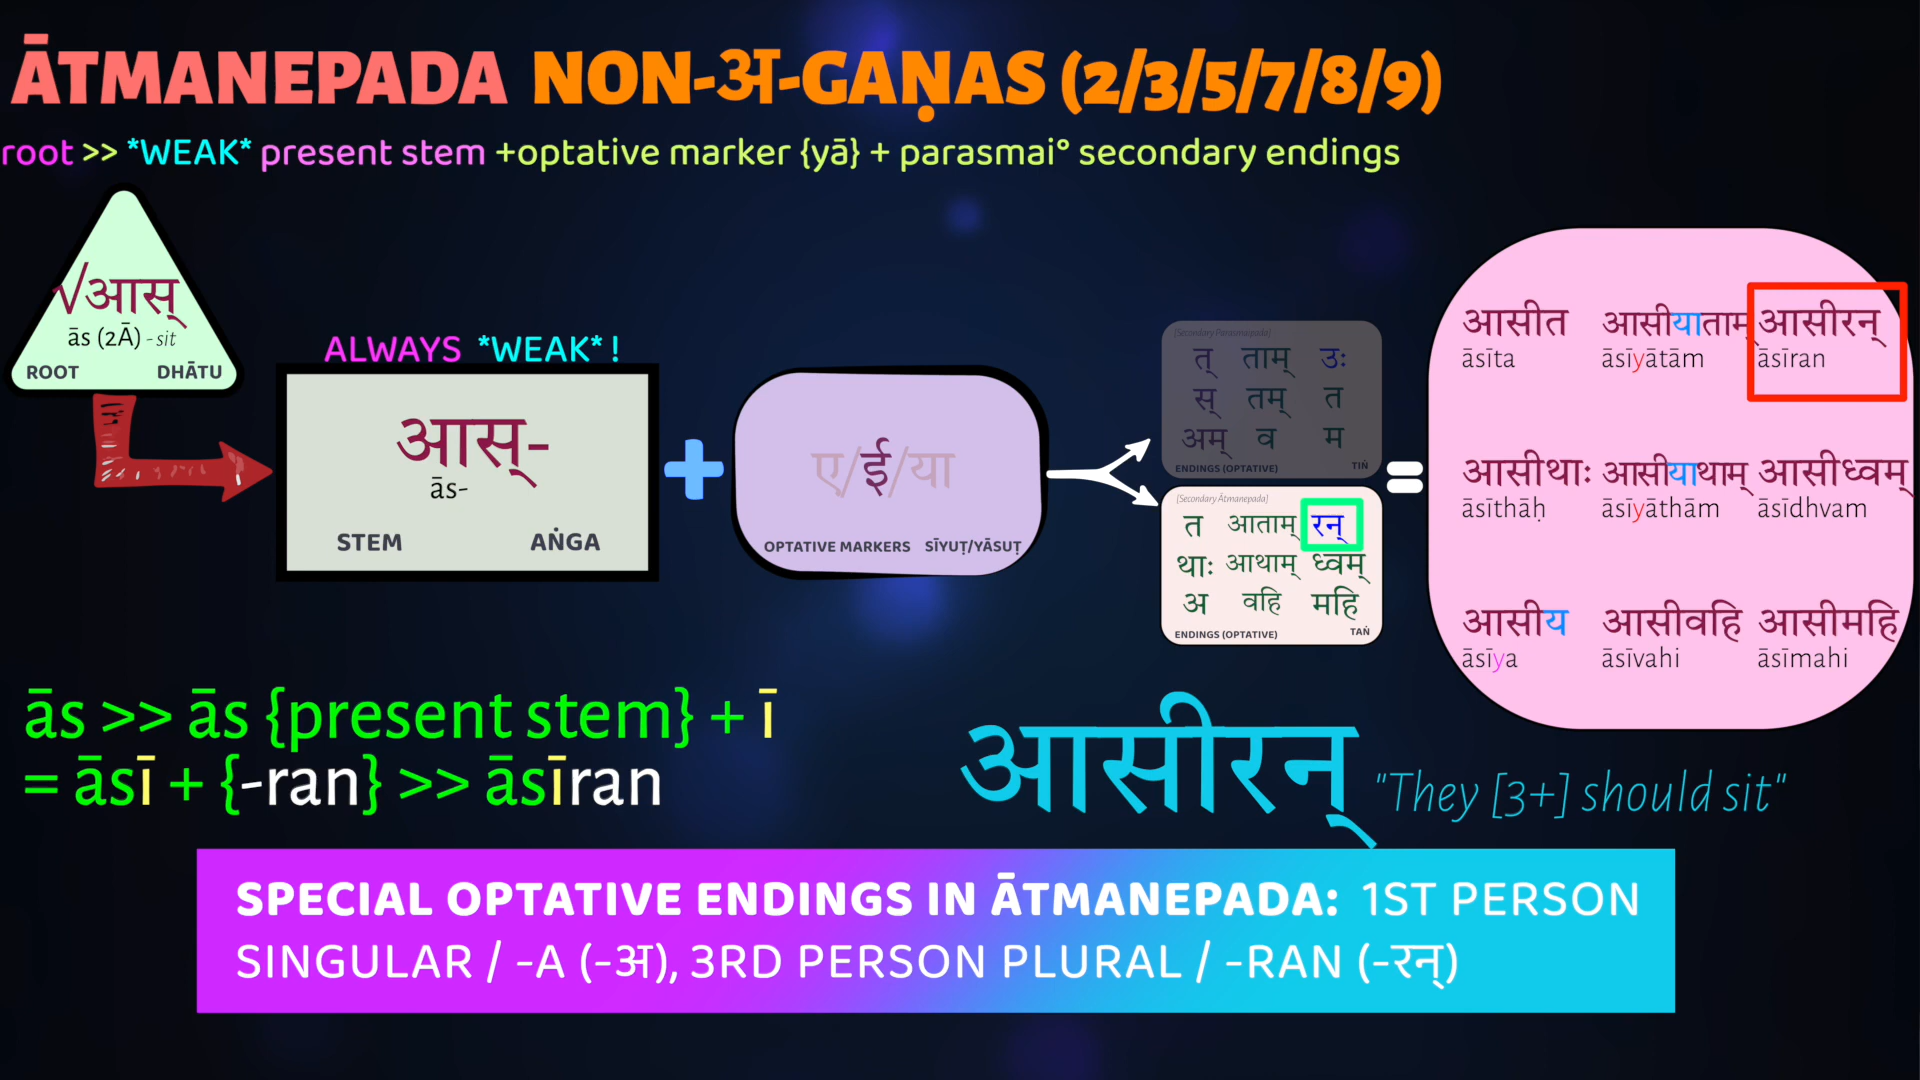 ĀTMANEPADA NON-अ-GAṆAS (2/3/5/7/8/9)
root >> *WEAK* present stem +optative marker {yā} + parasmai° secondary endings
√आस्
ās (2Ā) - sit
ROOT DHĀTU
ALWAYS *WEAK* !
आस्-
ās-
STEM AṄGA
ए/ई/या
OPTATIVE MARKERS SĪYUṬ/YĀSUṬ
[Secondary Parasmaipada]
त् ताम् उः
स् तम् त
अम् व म
ENDINGS (OPTATIVE) TIṄ
[Secondary Ātmanepada]
त आताम् रन्
थाः आथाम् ध्वम्
अ वहि महि
ENDINGS (OPTATIVE) TAṄ
आसीत आसीयाताम् आसीरन्
āsīta āsīyātām āsīran
आसीथाः आसीयाथाम् आसीध्वम्
āsīthāḥ āsīyāthām āsīdhvam
आसीय आसीवहि आसीमहि
āsīya āsīvahi āsīmahi
ās >> ās {present stem} + ī
= āsī + {-ran} >> āsīran
आसीरन् "They [3+] should sit"
SPECIAL OPTATIVE ENDINGS IN ĀTMANEPADA: 1ST PERSON
SINGULAR / -A (-अ), 3RD PERSON PLURAL / -RAN (-रन्)